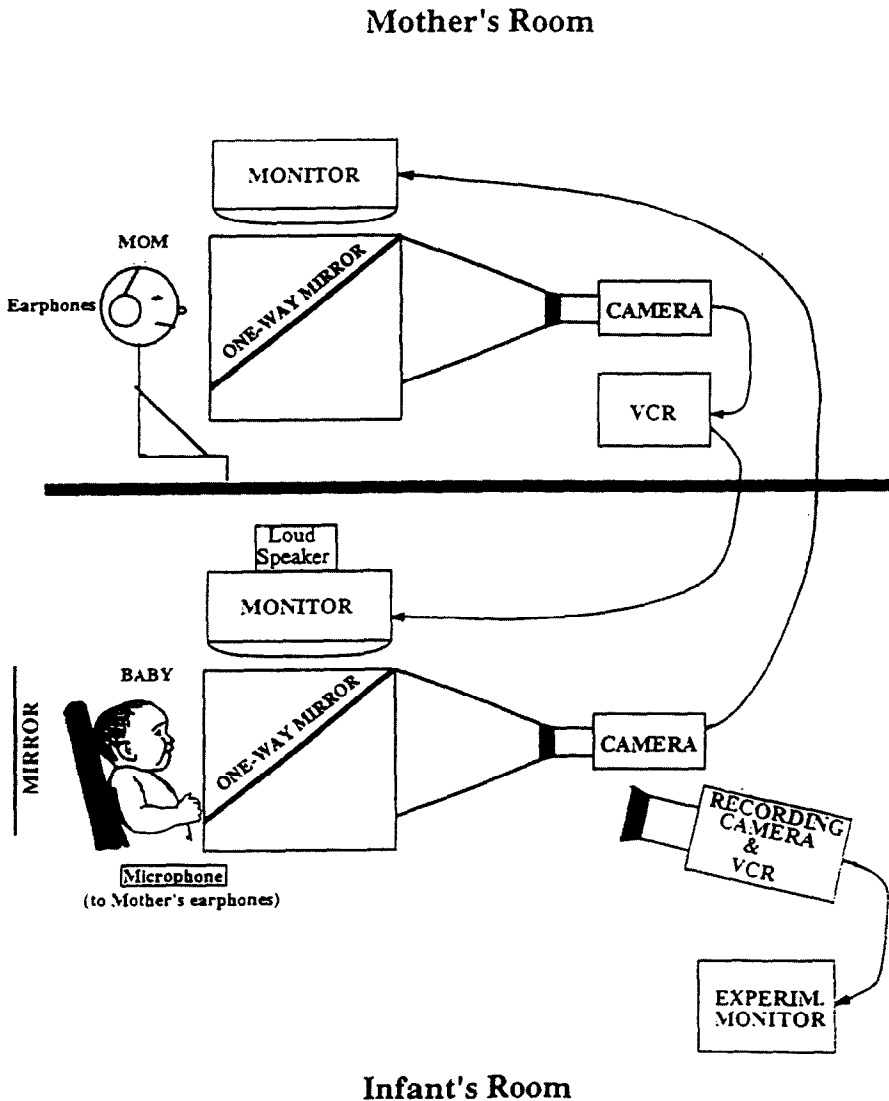 Mother's Room
MONITOR
MOM
Earphones
ONE-WAY MIRROR
CAMERA
VCR
Loud
Speaker
MONITOR
BABY
MIRROR
ONE-WAY MIRROR
CAMERA
RECORDING
CAMERA
&
VCR
Microphone
(to Mother's earphones)
EXPERIM.
MONITOR
Infant's Room